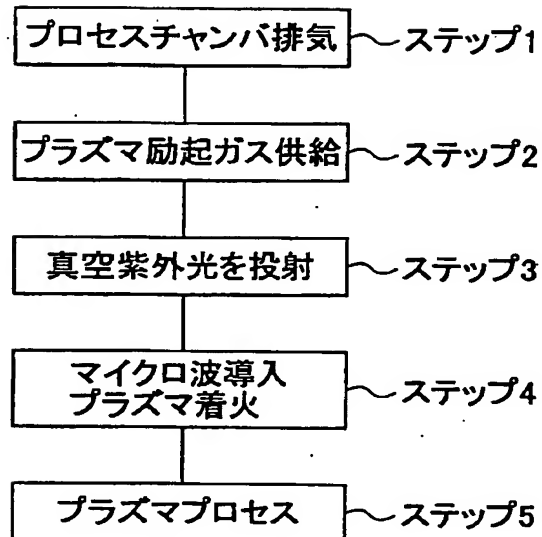 プロセスチャンバ排気 ステップ1
プラズマ励起ガス供給 ステップ2
真空紫外光を投射 ステップ3
マイクロ波導入
プラズマ着火 ステップ4
プラズマプロセス ステップ5